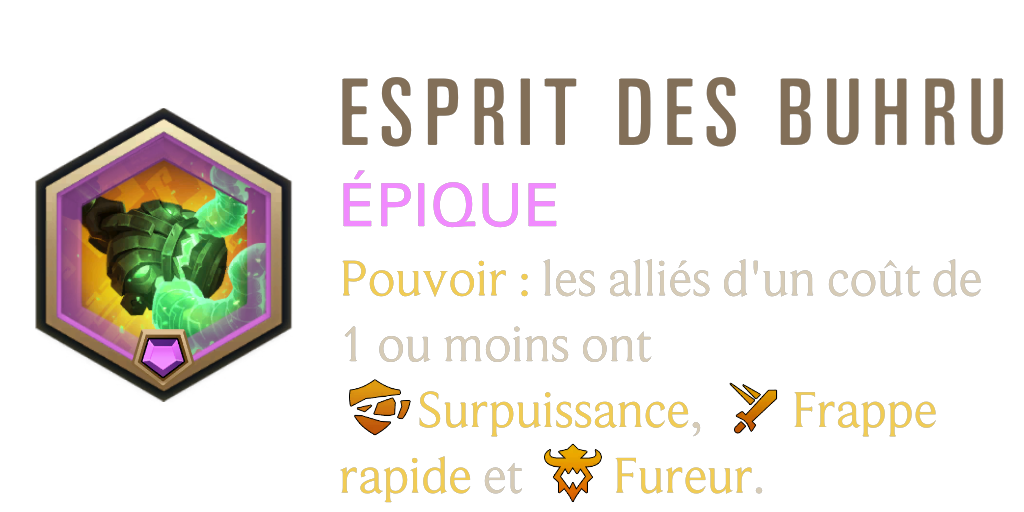 ESPRIT DES BUHRU
ÉPIQUE
Pouvoir : les alliés d'un coût de
1 ou moins ont
Surpuissance, Frappe
rapide et Fureur.